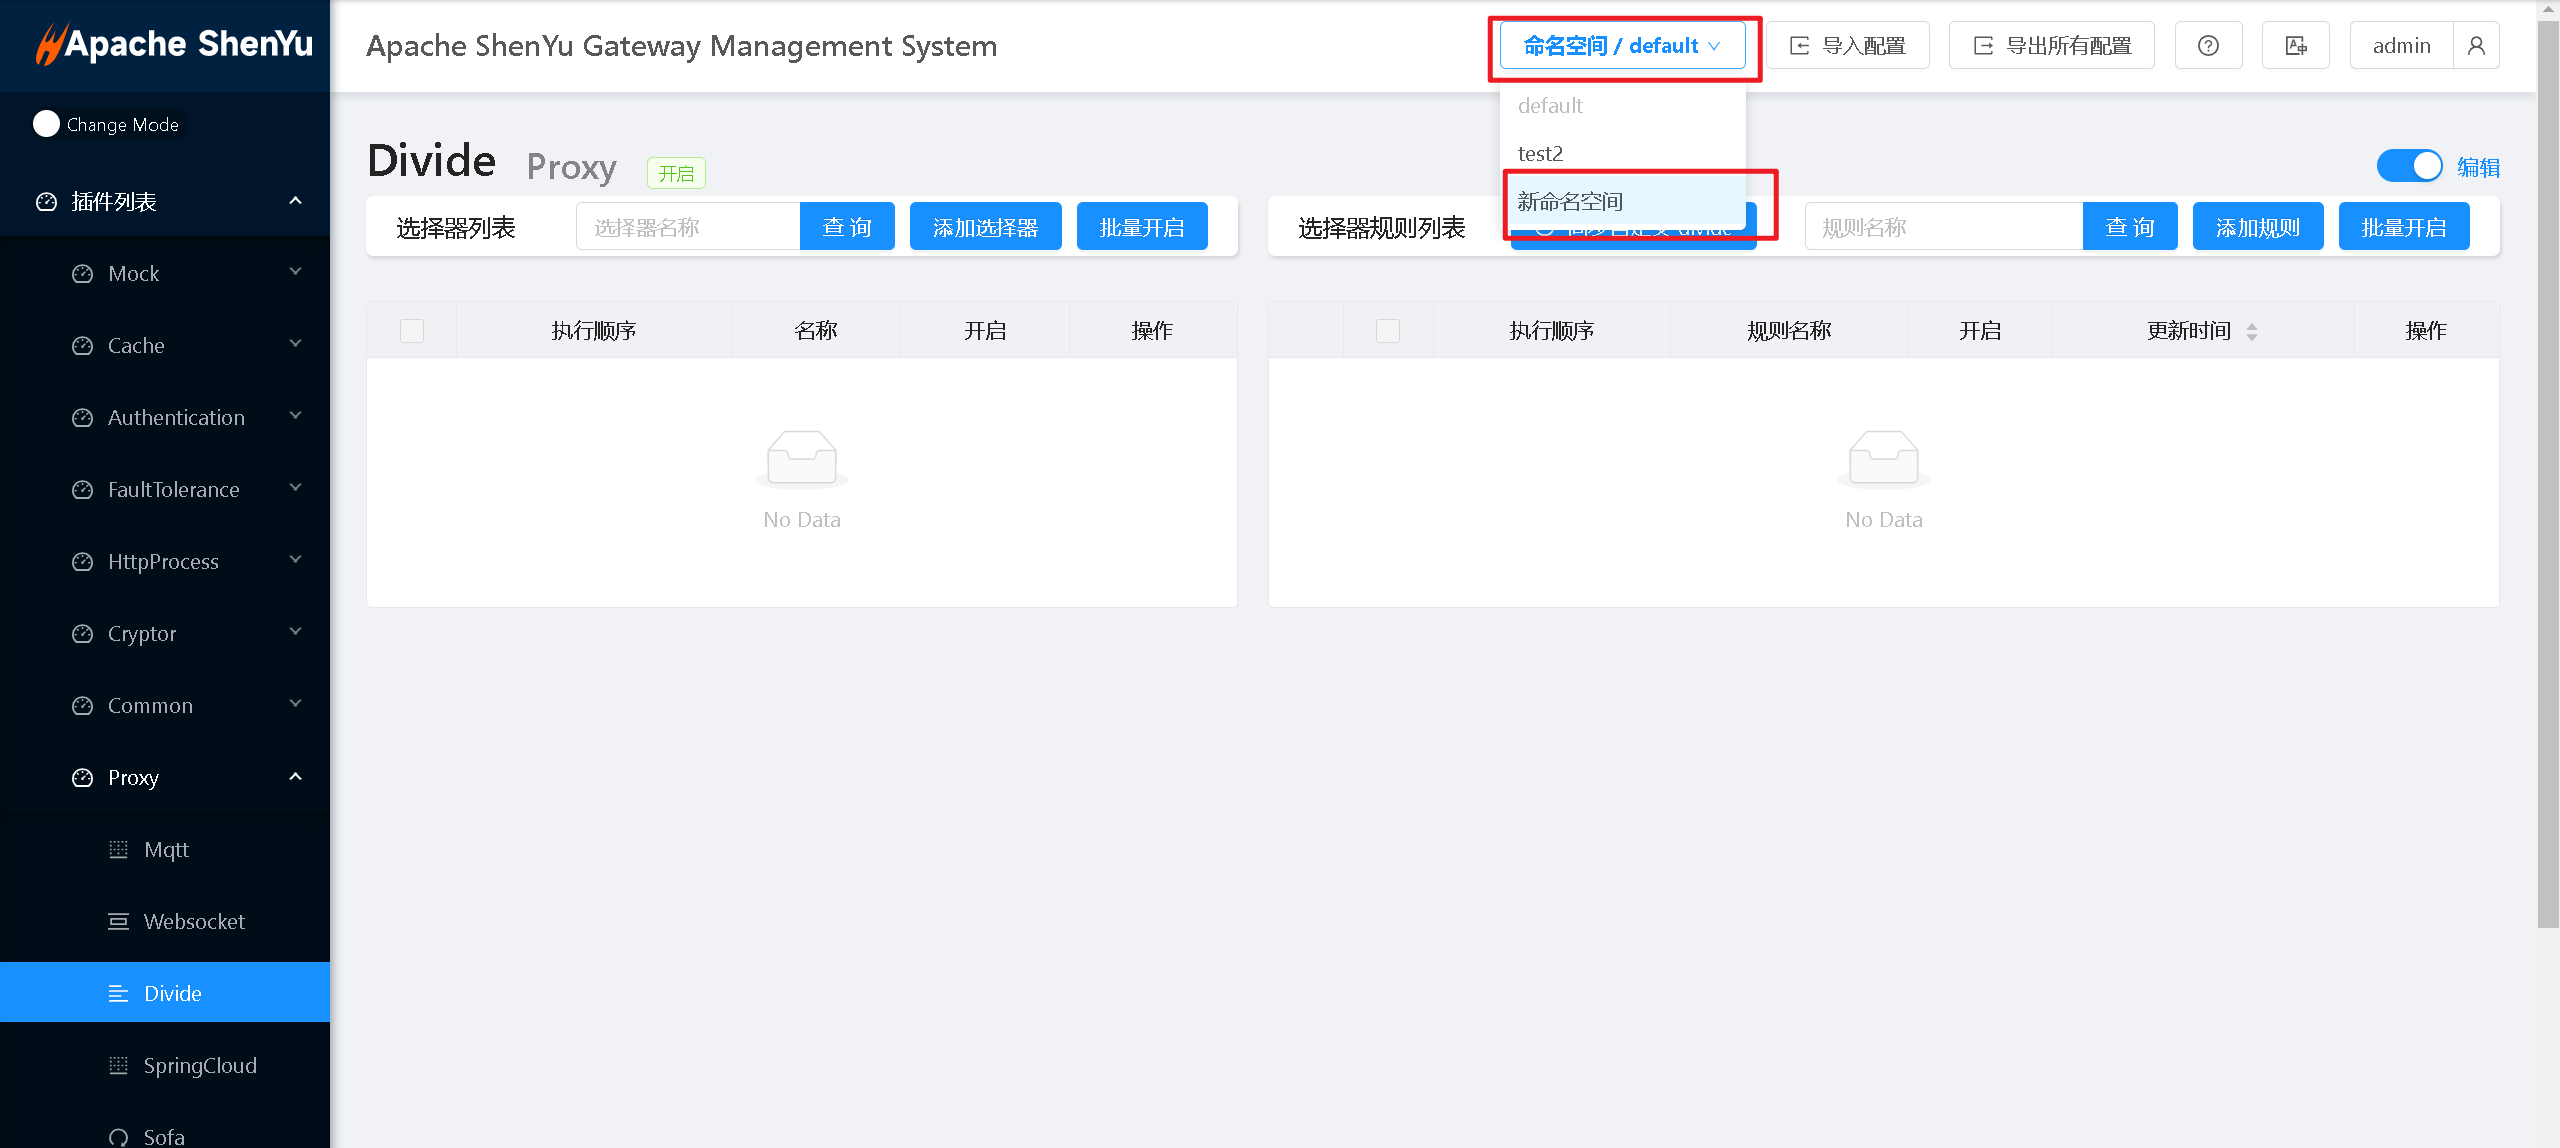 Apache ShenYu
Apache ShenYu Gateway Management System
命名空间 / default
导入配置
导出所有配置
admin
default
test2
新命名空间
Change Mode
插件列表
Mock
Cache
Authentication
FaultTolerance
HttpProcess
Cryptor
Common
Proxy
Mqtt
Websocket
Divide
SpringCloud
Sofa
Divide Proxy 开启
编辑
选择器列表
选择器名称
查 询
添加选择器
批量开启
选择器规则列表
divide
规则名称
查 询
添加规则
批量开启
执行顺序 名称 开启 操作
No Data
执行顺序 规则名称 开启 更新时间 操作
No Data